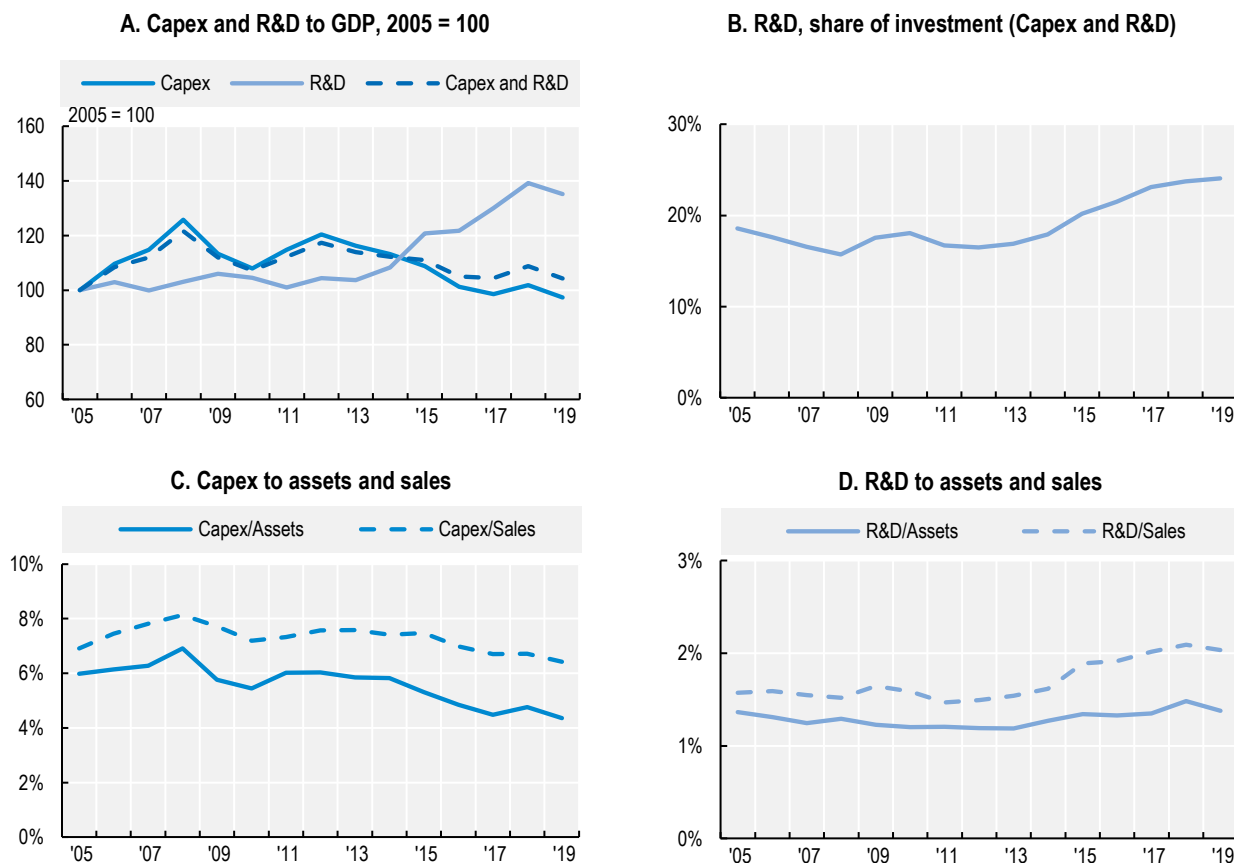 A. Capex and R&D to GDP, 2005 = 100
Capex R&D Capex and R&D
2005 = 100
160
140
120
100
80
60
'05 '07 '09 '11 '13 '15 '17 '19
B. R&D, share of investment (Capex and R&D)
30%
20%
10%
0%
'05 '07 '09 '11 '13 '15 '17 '19
C. Capex to assets and sales
Capex/Assets Capex/Sales
10%
8%
6%
4%
2%
0%
'05 '07 '09 '11 '13 '15 '17 '19
D. R&D to assets and sales
R&D/Assets R&D/Sales
3%
2%
1%
0%
'05 '07 '09 '11 '13 '15 '17 '19